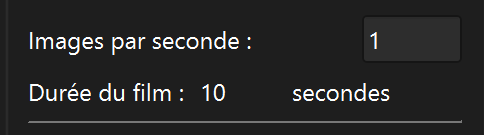 Images par seconde : 1
Durée du film : 10 secondes